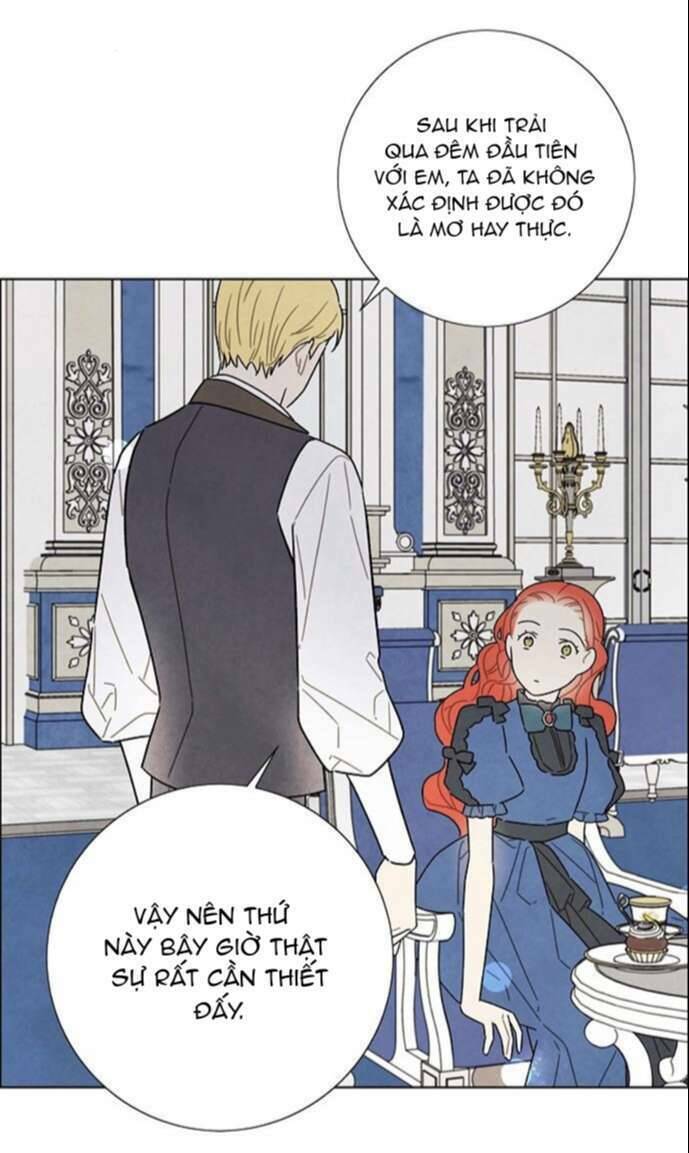 SAU KHI TRẢI
QUA ĐÊM ĐẦU TIÊN
VỚI EM, TA ĐÃ KHÔNG
XÁC ĐỊNH ĐƯỢC ĐÓ
LÀ MƠ HAY THỰC.
VẬY NÊN THỨ
NÀY BÂY GIỜ THẬT
SỰ RẤT CẦN THIẾT
ĐẤY.